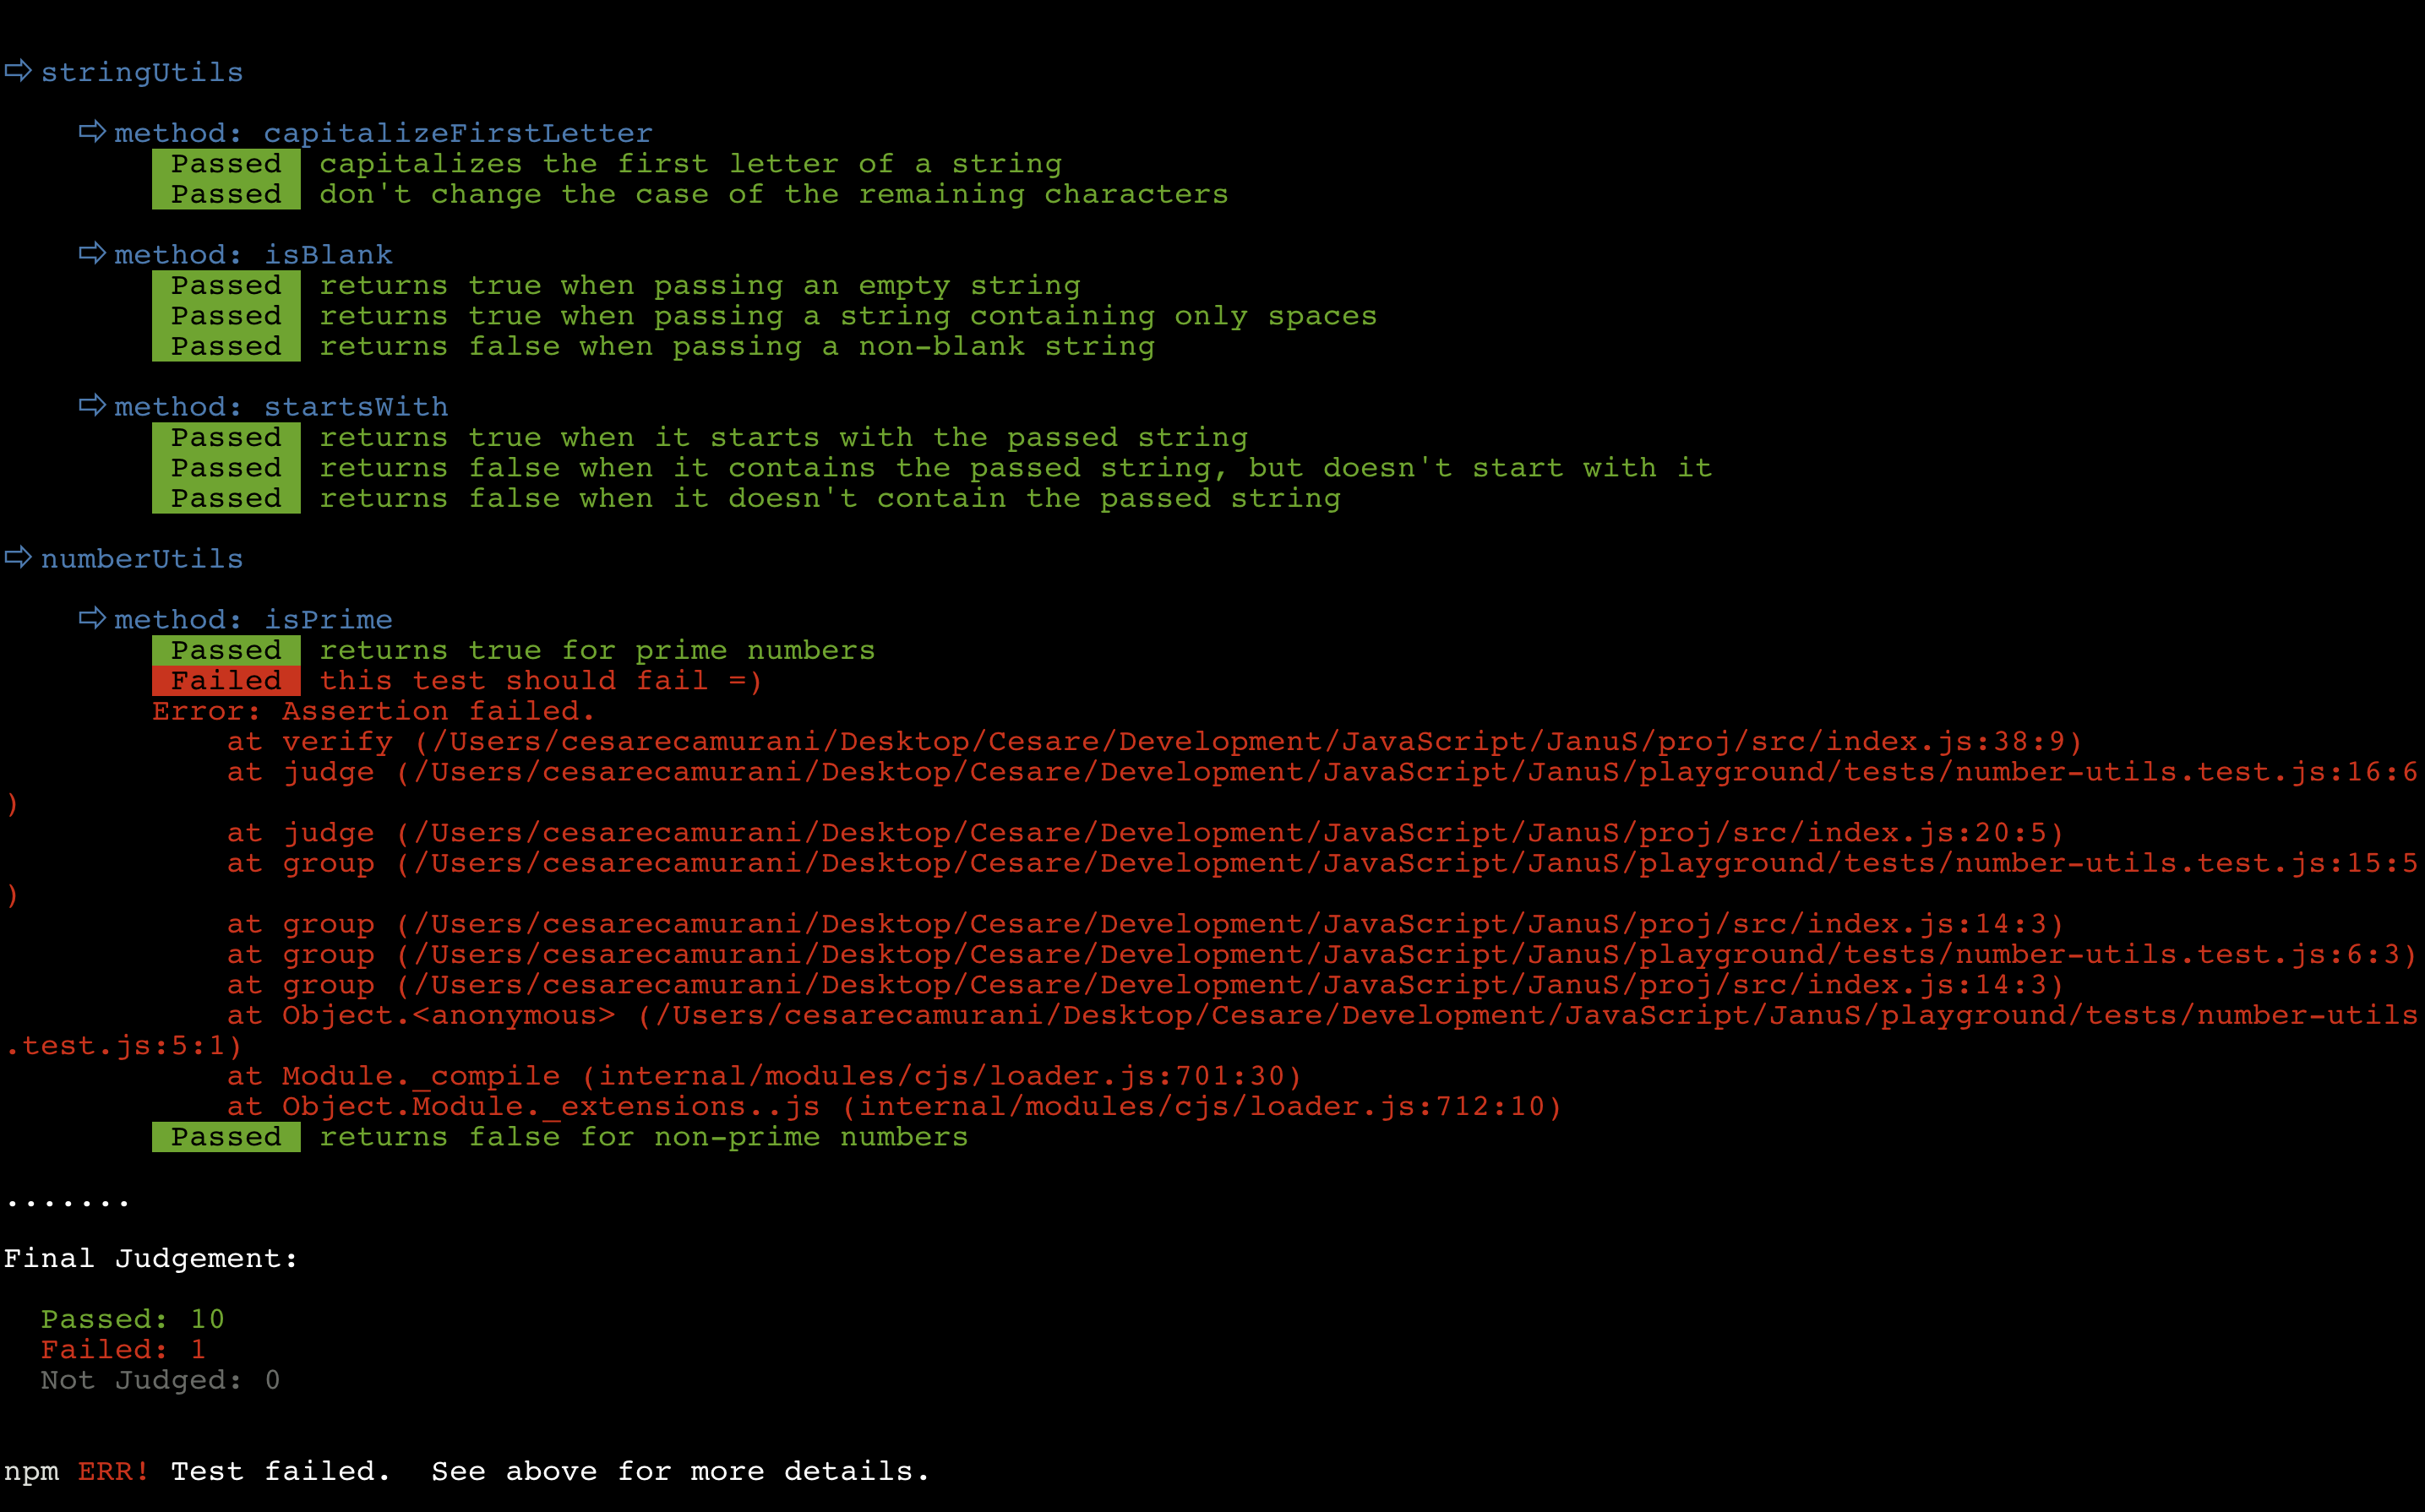 ⇨ stringUtils
⇨ method: capitalizeFirstLetter
Passed capitalizes the first letter of a string
Passed don't change the case of the remaining characters
⇨ method: isBlank
Passed returns true when passing an empty string
Passed returns true when passing a string containing only spaces
Passed returns false when passing a non-blank string
⇨ method: startsWith
Passed returns true when it starts with the passed string
Passed returns false when it contains the passed string, but doesn't start with it
Passed returns false when it doesn't contain the passed string
⇨ numberUtils
⇨ method: isPrime
Passed returns true for prime numbers
Failed this test should fail =)
Error: Assertion failed.
at verify (/Users/cesarecamurani/Desktop/Cesare/Development/JavaScript/JanuS/proj/src/index.js:38:9)
at judge (/Users/cesarecamurani/Desktop/Cesare/Development/JavaScript/JanuS/playground/tests/number-utils.test.js:16:6
)
at judge (/Users/cesarecamurani/Desktop/Cesare/Development/JavaScript/JanuS/proj/src/index.js:20:5)
at group (/Users/cesarecamurani/Desktop/Cesare/Development/JavaScript/JanuS/playground/tests/number-utils.test.js:15:5
)
at group (/Users/cesarecamurani/Desktop/Cesare/Development/JavaScript/JanuS/proj/src/index.js:14:3)
at group (/Users/cesarecamurani/Desktop/Cesare/Development/JavaScript/JanuS/playground/tests/number-utils.test.js:6:3)
at group (/Users/cesarecamurani/Desktop/Cesare/Development/JavaScript/JanuS/proj/src/index.js:14:3)
at Object.<anonymous> (/Users/cesarecamurani/Desktop/Cesare/Development/JavaScript/JanuS/playground/tests/number-utils
.test.js:5:1)
at Module._compile (internal/modules/cjs/loader.js:701:30)
at Object.Module._extensions..js (internal/modules/cjs/loader.js:712:10)
Passed returns false for non-prime numbers
.......
Final Judgement:
Passed: 10
Failed: 1
Not Judged: 0
npm ERR! Test failed.  See above for more details.